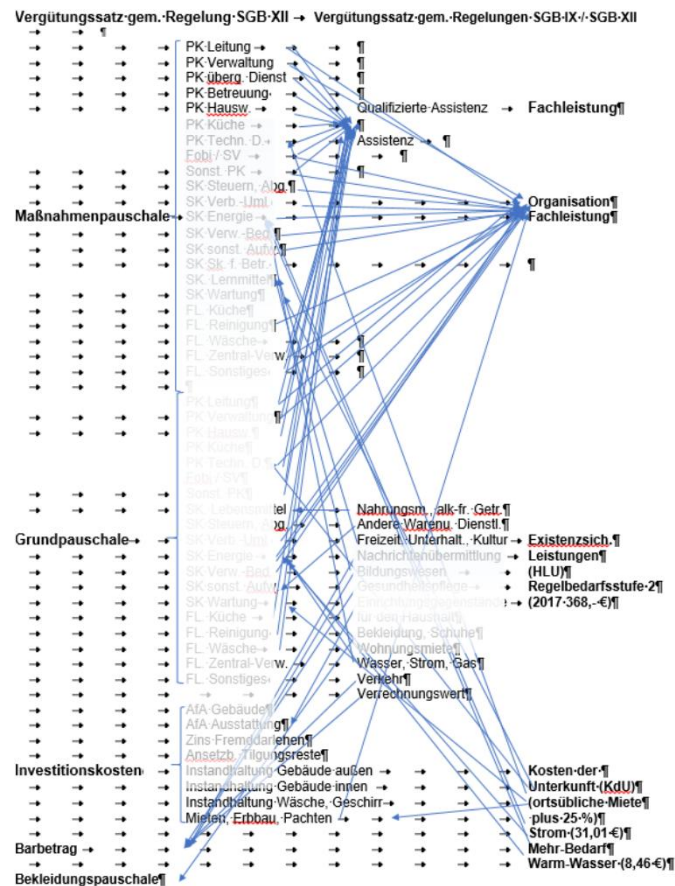 Vergütungssatz gem. Regelung SGB XII → Vergütungssatz gem. Regelungen SGB IX / SGB XII
PK Leitung
PK Verwaltung
PK überg. Dienst
PK Betreuung
PK Hausw. Qualifizierte Assistenz Fachleistung
PK Küche
PK Techn. D. Assistenz
Fobi / SV
Sonst. PK
SK Steuern, Abg.
SK Verb. Uml. Organisation
Maßnahmenpauschale SK Energie Fachleistung
SK Verw.-Bed.
SK sonst. Aufw.
SK Sk. f. Betr.
SK. Lernmittel
SK Wartung
FL. Küche
FL. Reinigung
FL. Wäsche
FL. Zentral-Verw.
FL. Sonstiges
PK Leitung
PK Verwaltung
PK Hausw.
PK Küche
PK Techn. D.
Fobi / SV
Sonst. PK
SK. Lebensmittel Nahrungsm., alk-fr. Getr.
SK Steuern, Abg. Andere Warenu. Dienstl.
Grundpauschale SK Verb. Uml. Freizeit. Unterhalt., Kultur Existenzsich.
SK Energie Nachrichtenübermittlung Leistungen
SK Verw. Bed. Bildungswesen (HLU)
SK sonst. Aufw. Gesundheitspflege Regelbedarfsstufe 2
SK Wartung Einrichtungsgegenstände (2017 368,- €)
FL Küche für den Haushalt
FL Reinigung Bekleidung, Schuhe
FL Wäsche Wohnungsmiete
FL Zentral-Verw. Wasser, Strom, Gas
FL Sonstiges Verkehr
Verrechnungswert
AfA Gebäude
AfA Ausstattung
Zins Fremddarlehen
Ansetzb. Tilgungsreste
Investitionskosten Instandhaltung Gebäude außen Kosten der
Instandhaltung Gebäude innen Unterkunft (KdU)
Instandhaltung Wäsche, Geschirr (ortsübliche Miete
Mieten, Erbbau, Pachten plus 25 %)
Strom (31,01 €)
Barbetrag Mehr-Bedarf
Warm-Wasser (8,46 €)
Bekleidungspauschale